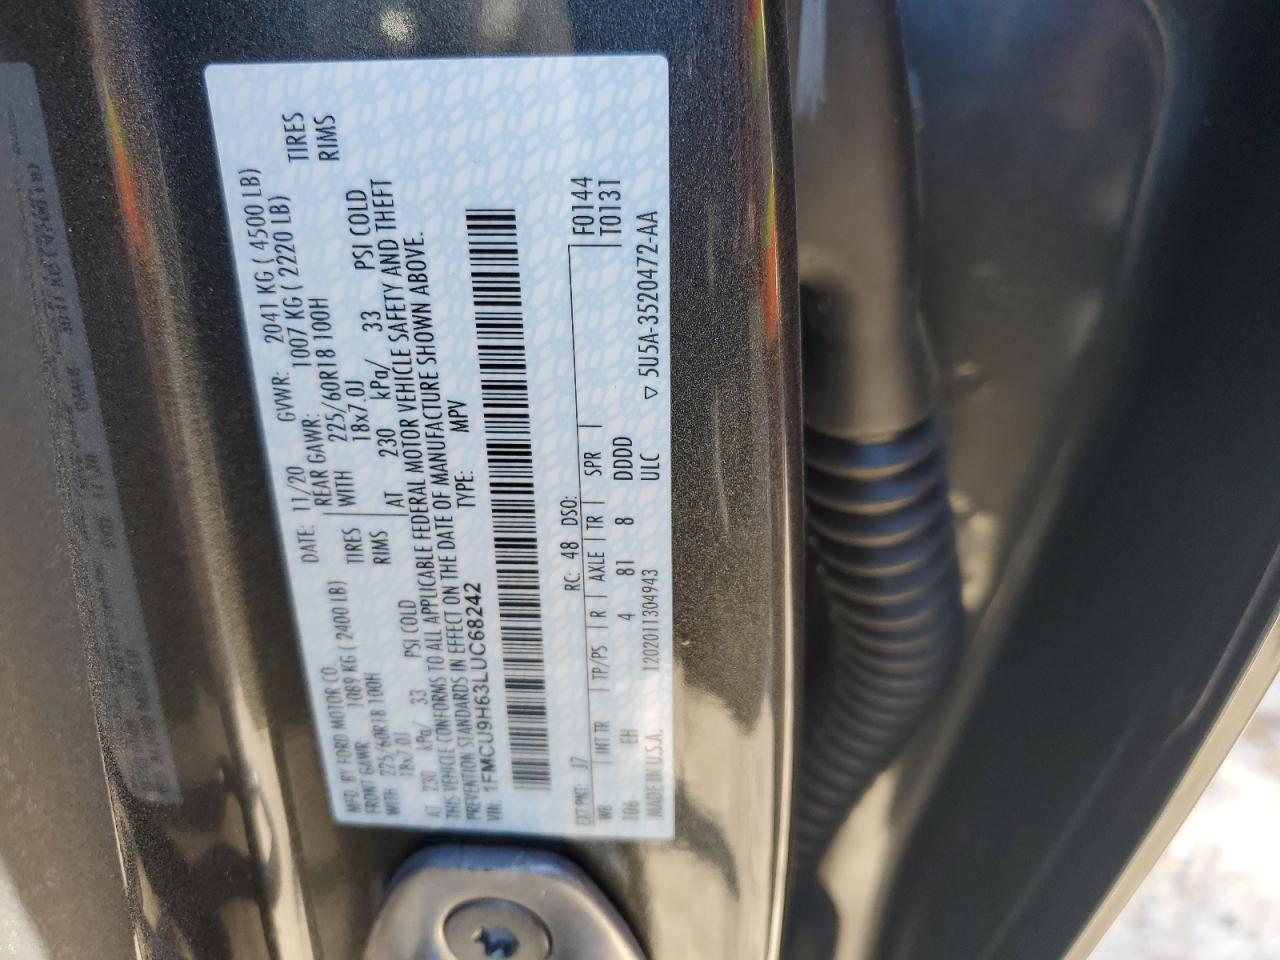 MFD. BY FORD MOTOR CO.
DATE: 11/20 GVWR: 2041 KG ( 4500 LB)
FRONT GAWR: 1089 KG ( 2400 LB) REAR GAWR: 1007 KG ( 2220 LB)
WITH 225/60R18 100H TIRES WITH 225/60R18 100H TIRES
18x7.0J RIMS 18x7.0J RIMS
AT 230 kPa/ 33 PSI COLD AT 230 kPa/ 33 PSI COLD
THIS VEHICLE CONFORMS TO ALL APPLICABLE FEDERAL MOTOR VEHICLE SAFETY AND THEFT
PREVENTION STANDARDS IN EFFECT ON THE DATE OF MANUFACTURE SHOWN ABOVE.
VIN: 1FMCU9H63LUC68242 TYPE: MPV
EXT PNT: J7 RC: 48 DSO: F0144
WB INT TR TP/PS R AXLE TR SPR T0131
106 EH 4 81 8 DDDD
MADE IN U.S.A. 1202011304943 ULC ▽ 5U5A-3520472-AA